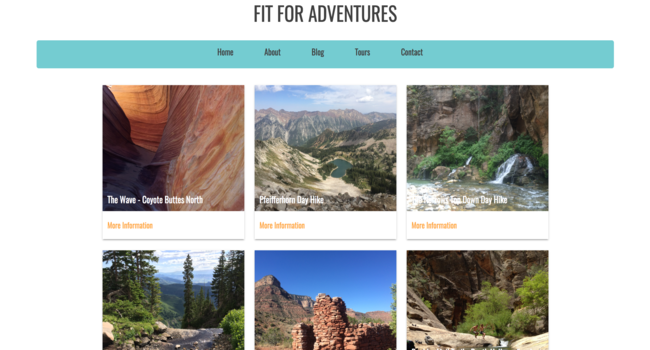 FIT FOR ADVENTURES
Home About Blog Tours Contact
The Wave - Coyote Buttes North
Pfeifferhorn Day Hike
Top Down Day Hike
More Information
More Information
More Information